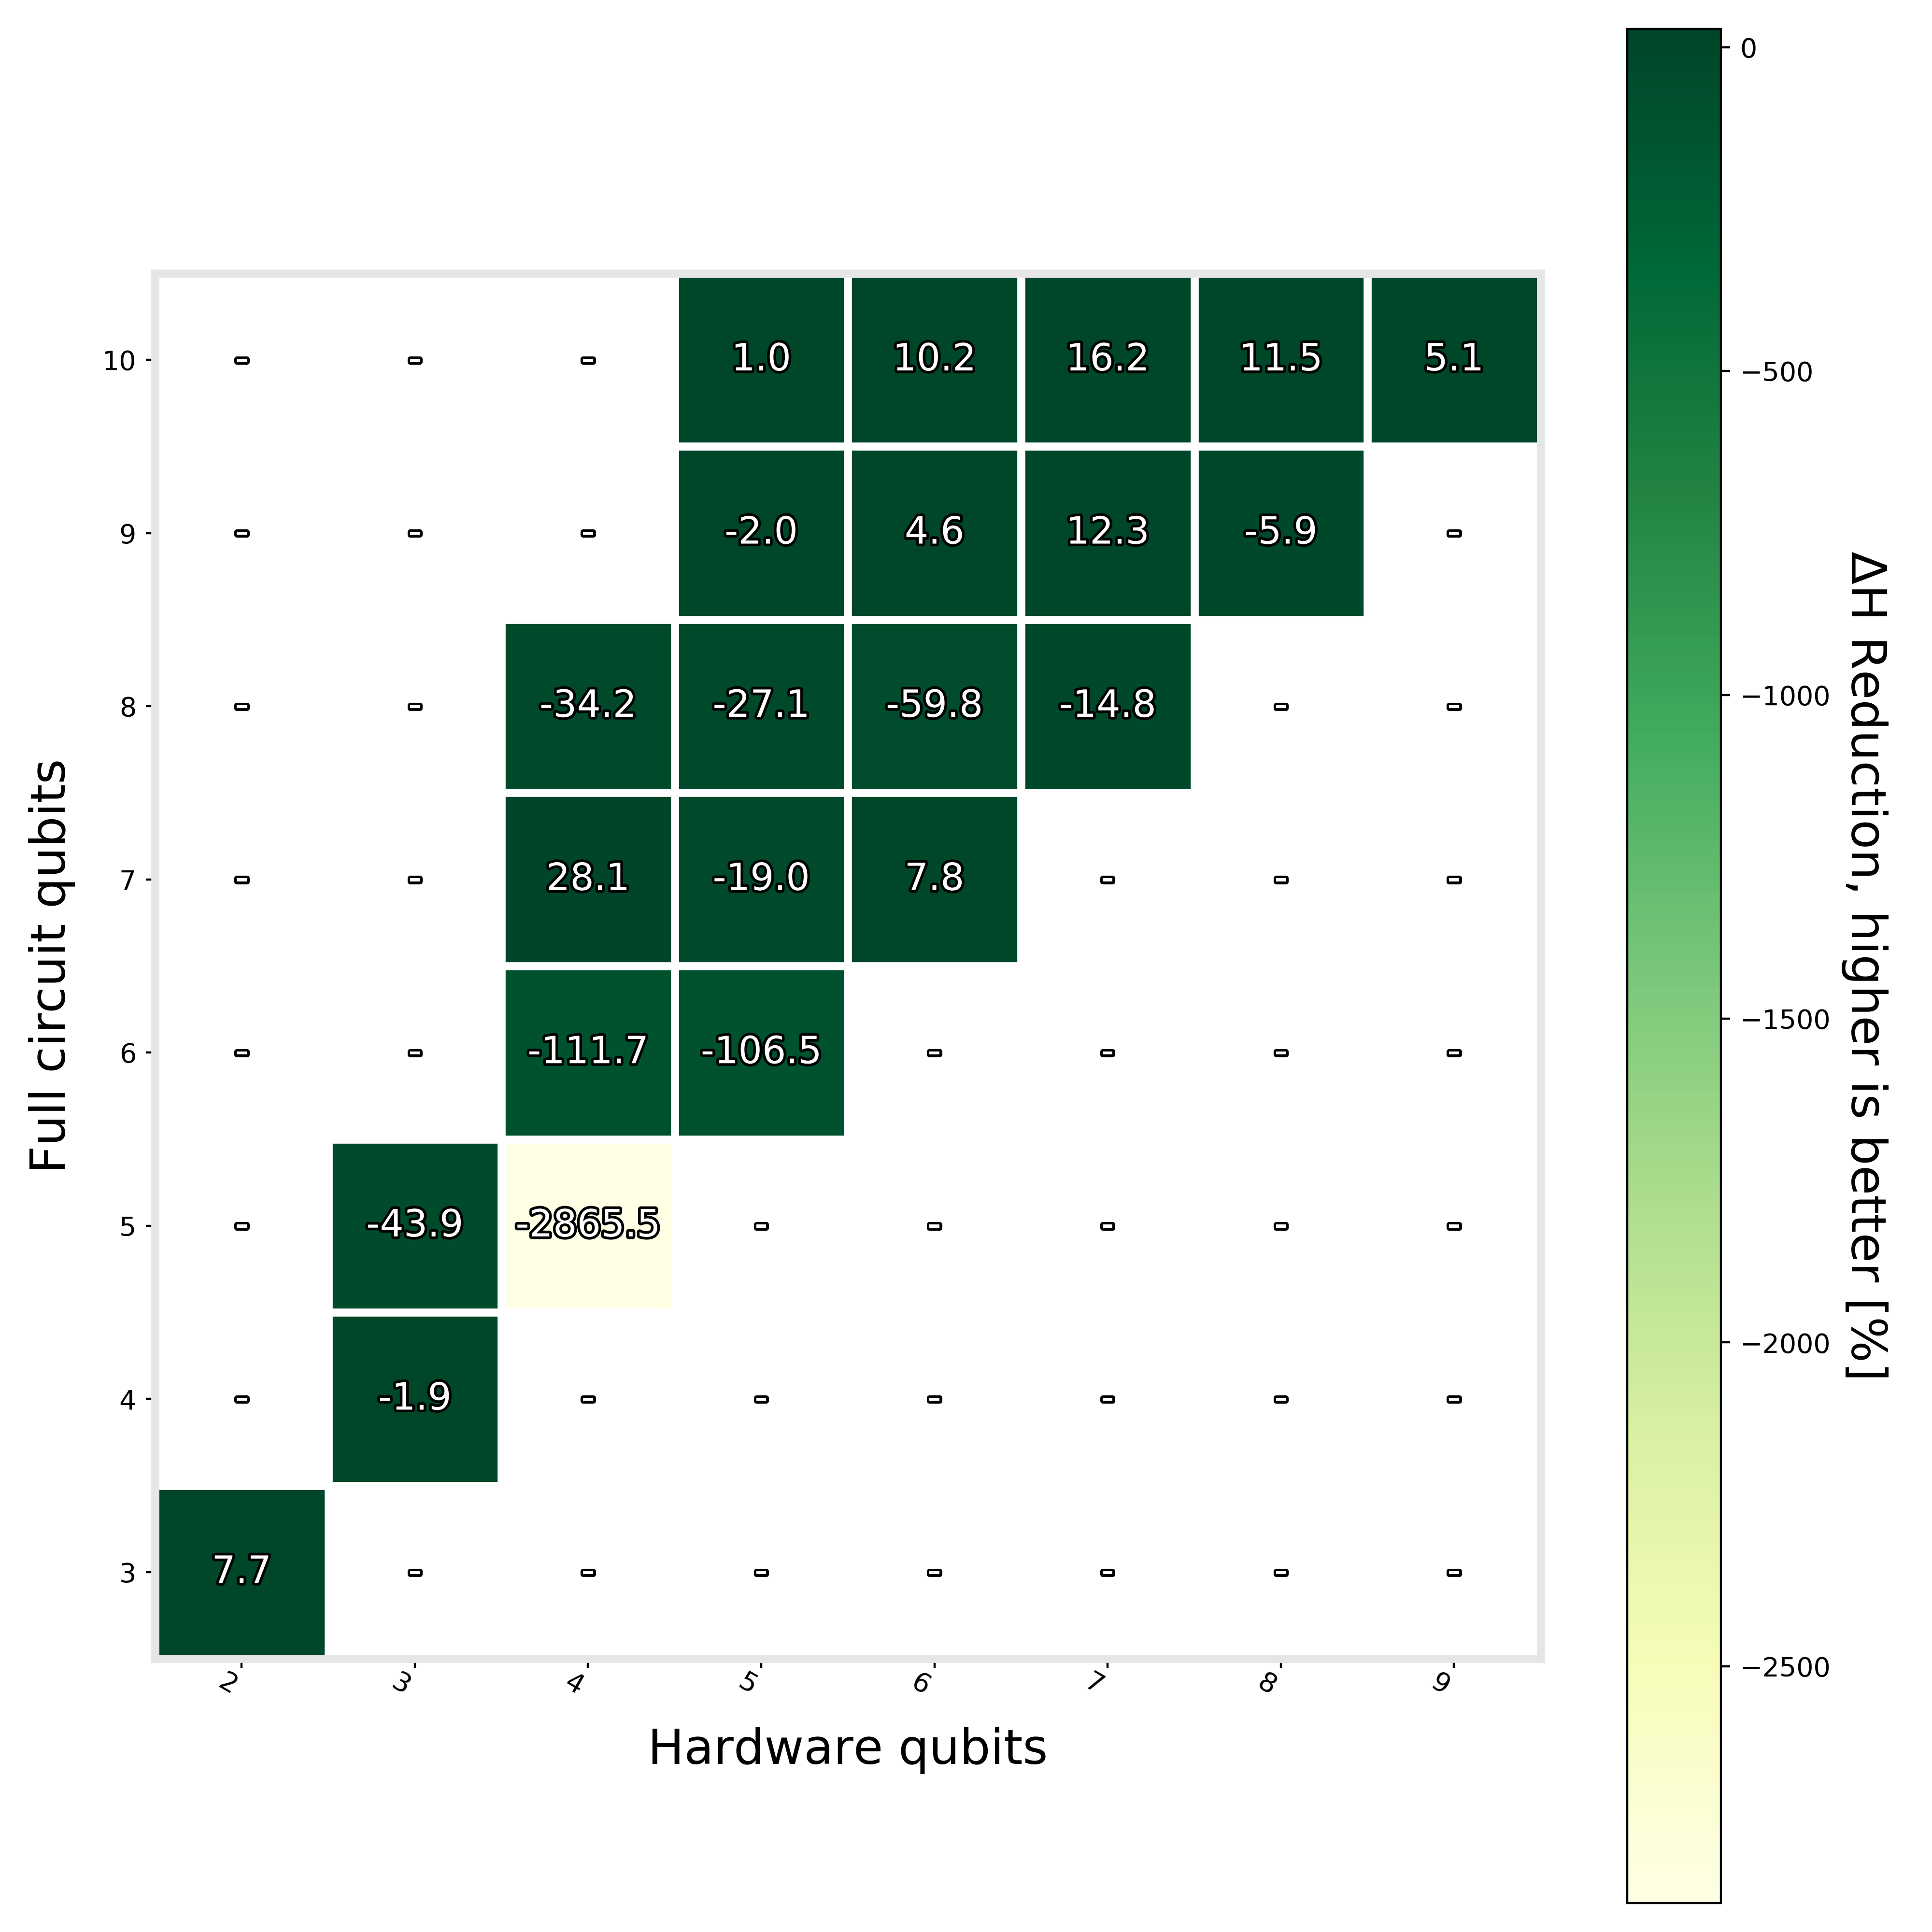 10 - - - 1.0 10.2 16.2 11.5 5.1
9 - - - -2.0 4.6 12.3 -5.9 -
8 - - -34.2 -27.1 -59.8 -14.8 - -
7 - - 28.1 -19.0 7.8 - - -
6 - - -111.7 -106.5 - - - -
5 - -43.9 -2865.5 - - - - -
4 - -1.9 - - - - - -
3 7.7 - - - - - - -
2 3 4 5 6 7 8 9
Hardware qubits
Full circuit qubits
0
−500
−1000
−1500
−2000
−2500
ΔH Reduction, higher is better [%]